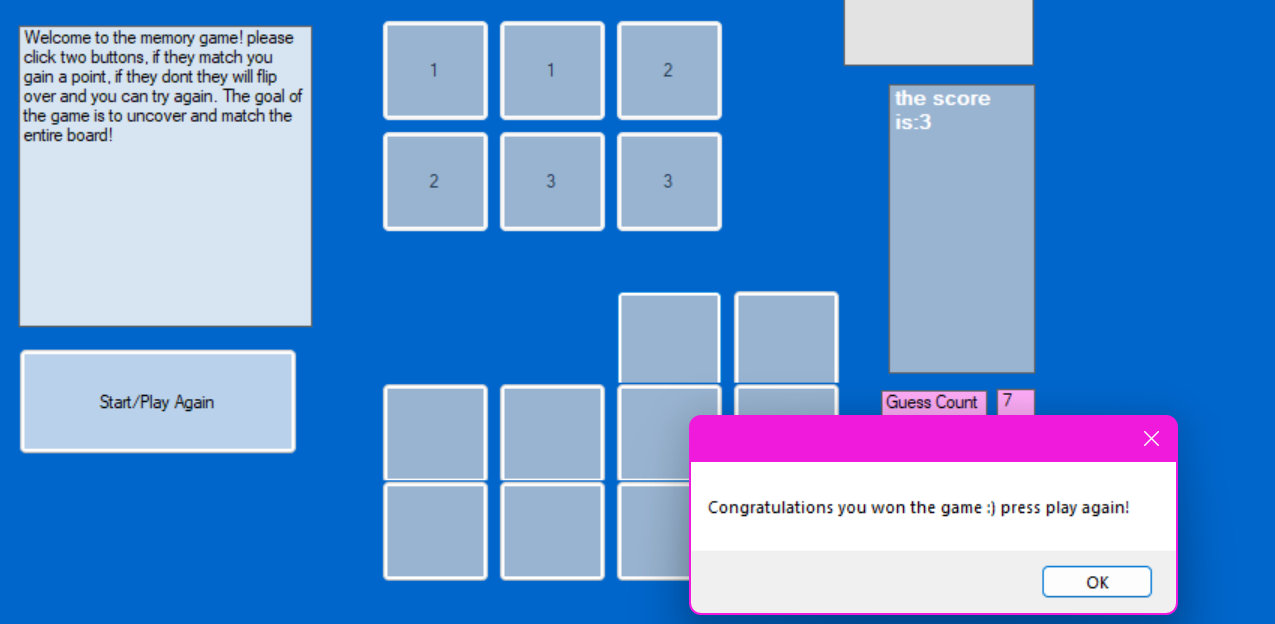 Welcome to the memory game! please
click two buttons, if they match you
gain a point, if they dont they will flip
over and you can try again. The goal of
the game is to uncover and match the
entire board!
1 1 2
2 3 3
the score
is:3
Start/Play Again
Guess Count 7
Congratulations you won the game :) press play again!
OK